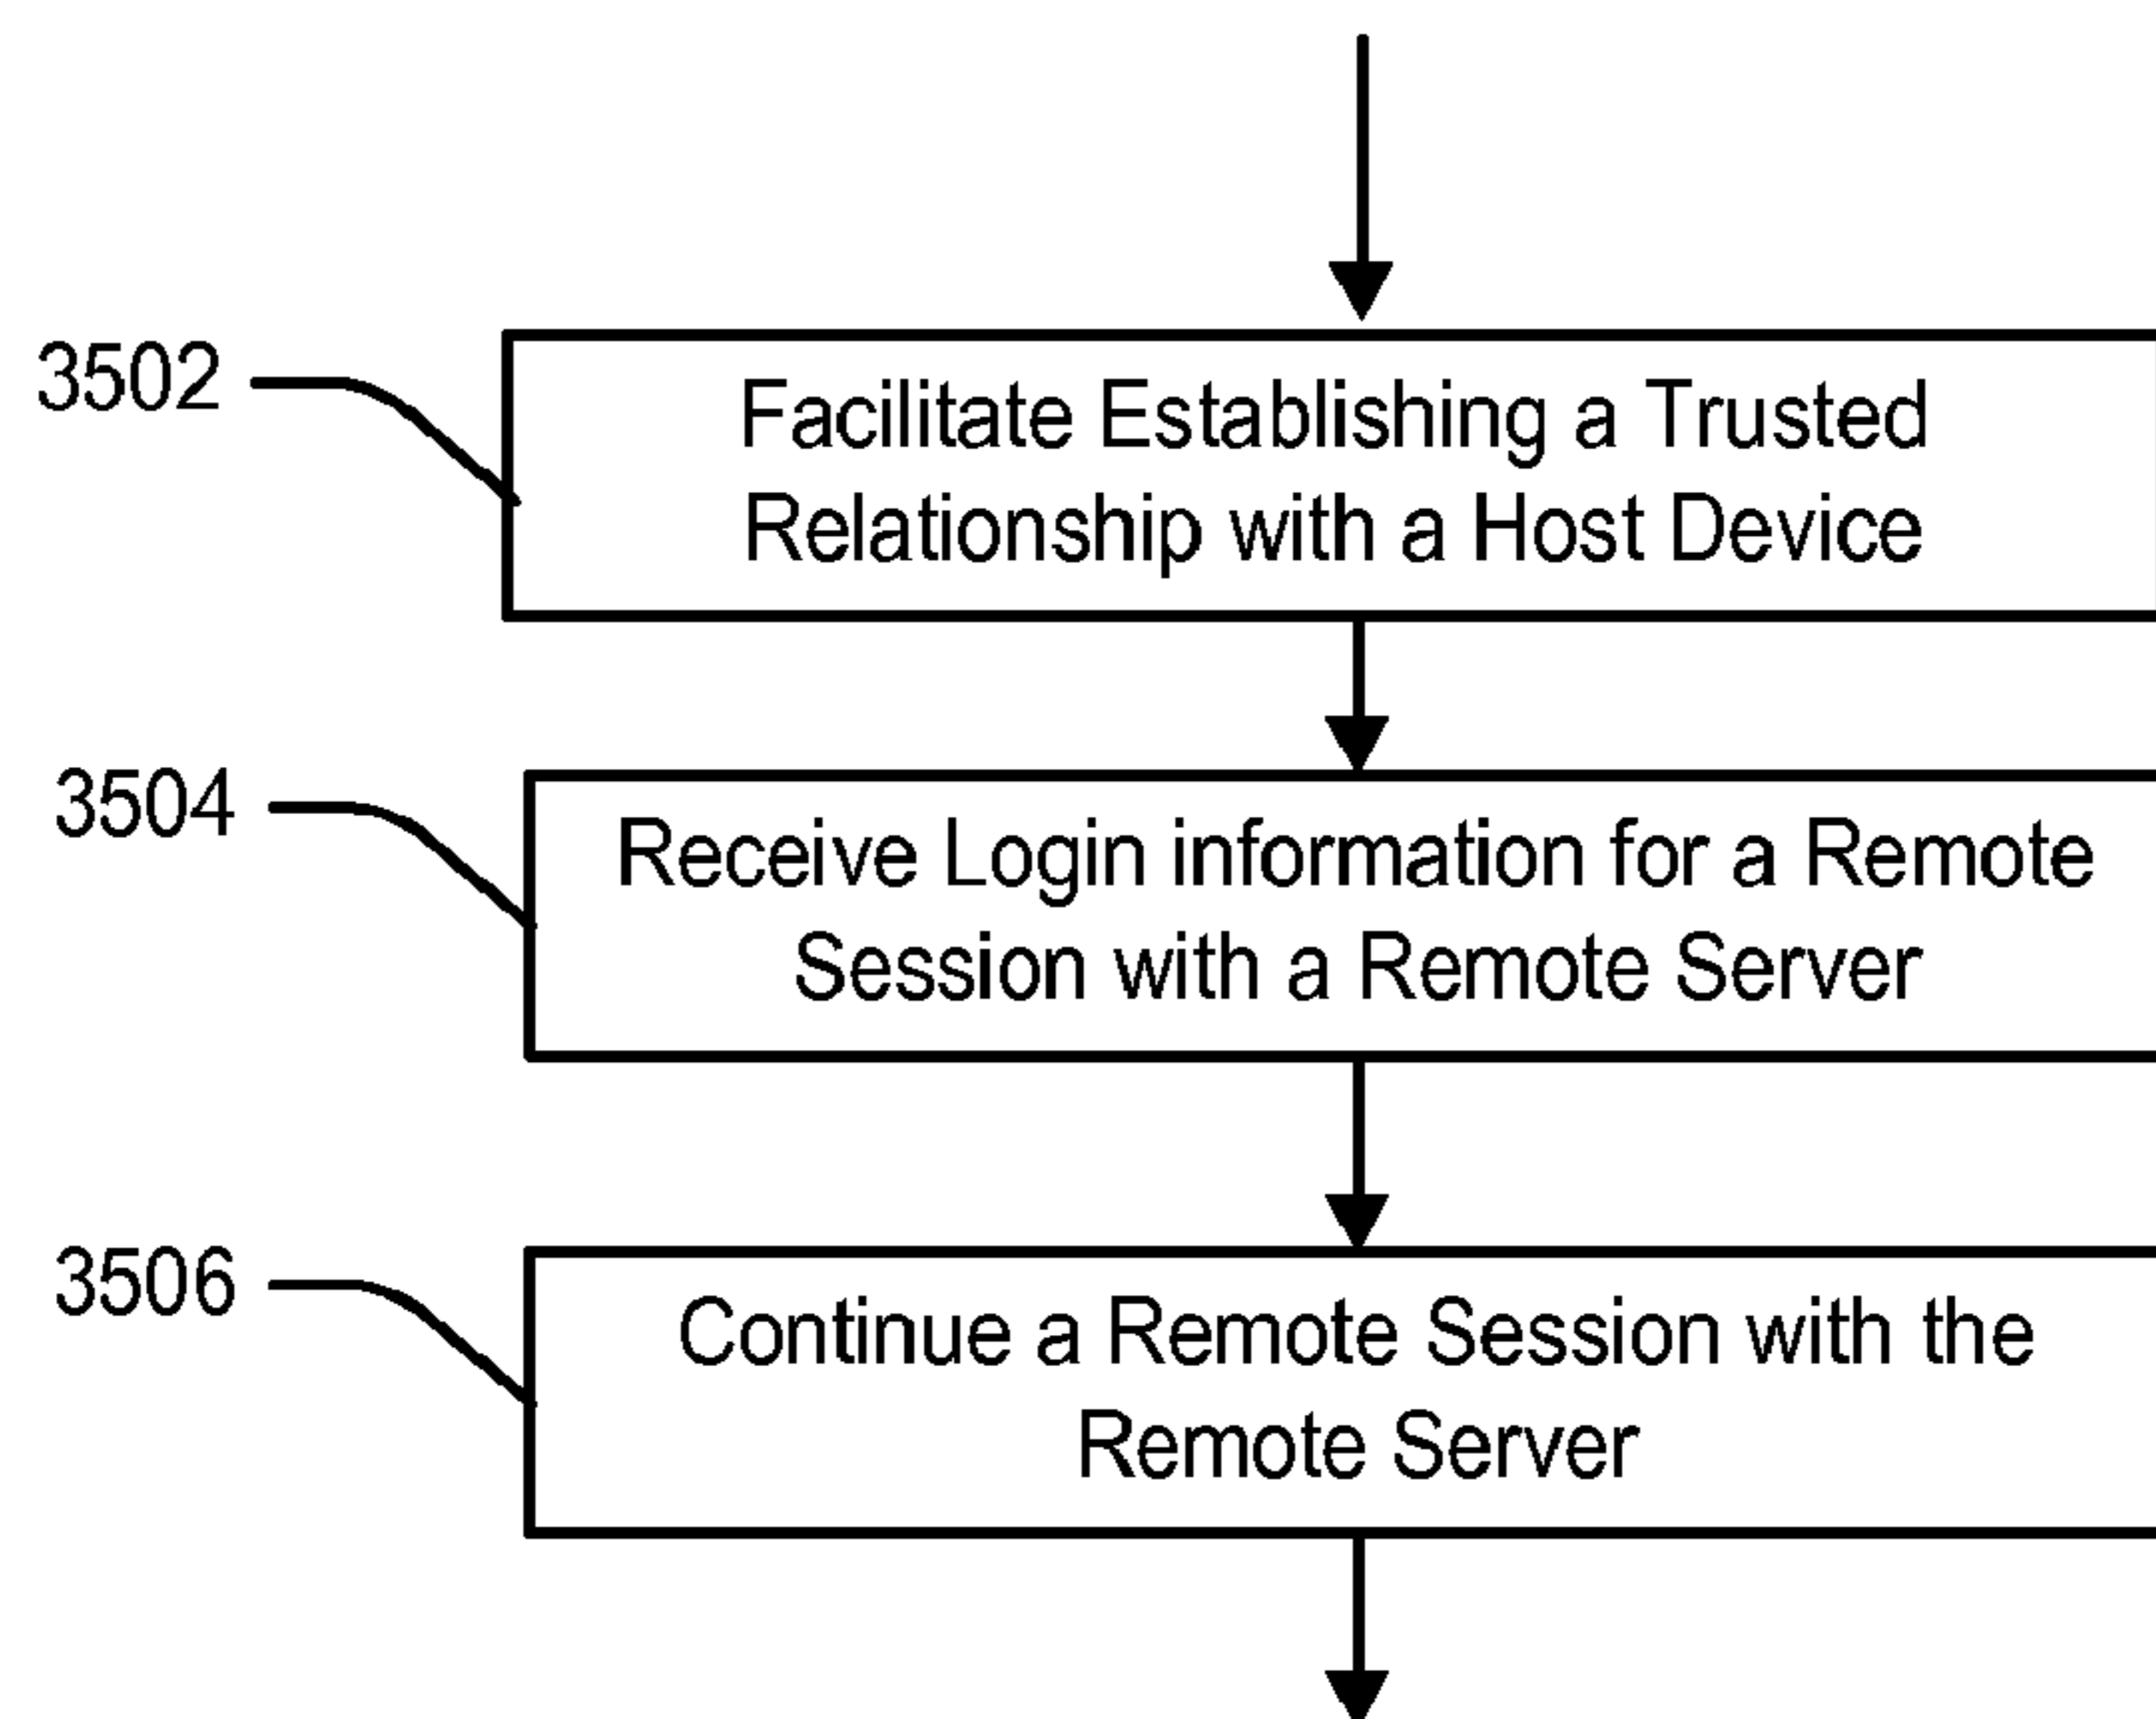 3502
Facilitate Establishing a Trusted
Relationship with a Host Device
3504
Receive Login information for a Remote
Session with a Remote Server
3506
Continue a Remote Session with the
Remote Server